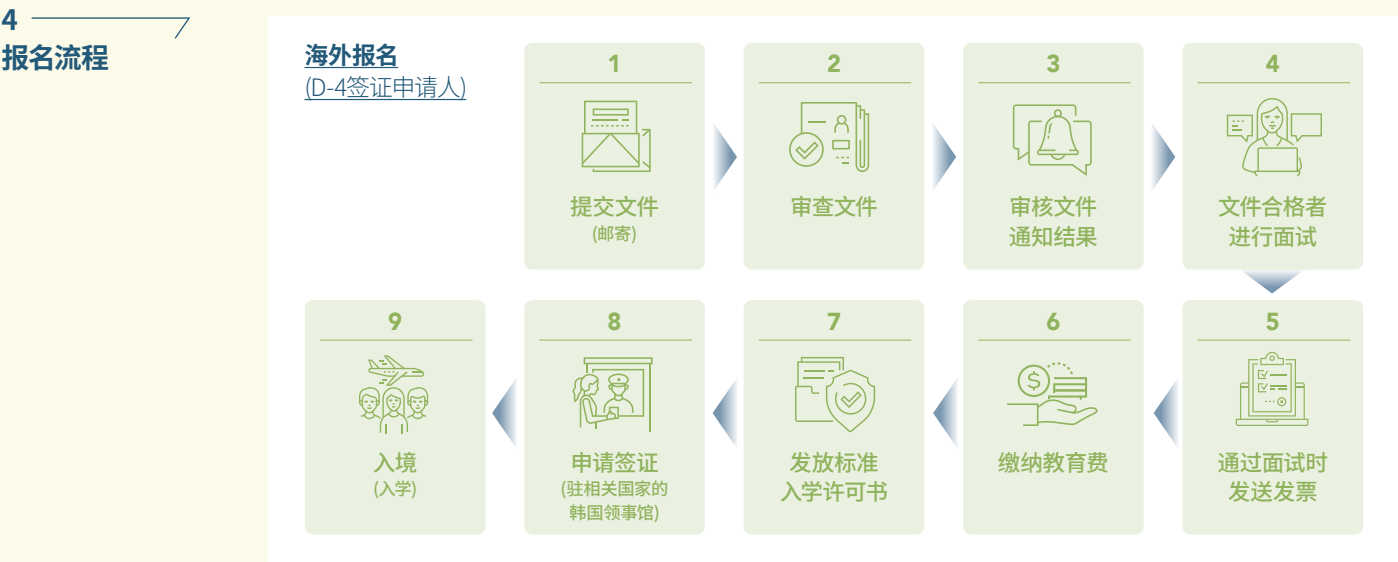 4
报名流程
海外报名
(D-4签证申请人)
1
提交文件
(邮寄)
2
审查文件
3
审核文件
通知结果
4
文件合格者
进行面试
5
通过面试时
发送发票
6
缴纳教育费
7
发放标准
入学许可书
8
申请签证
(驻相关国家的
韩国领事馆)
9
入境
(入学)